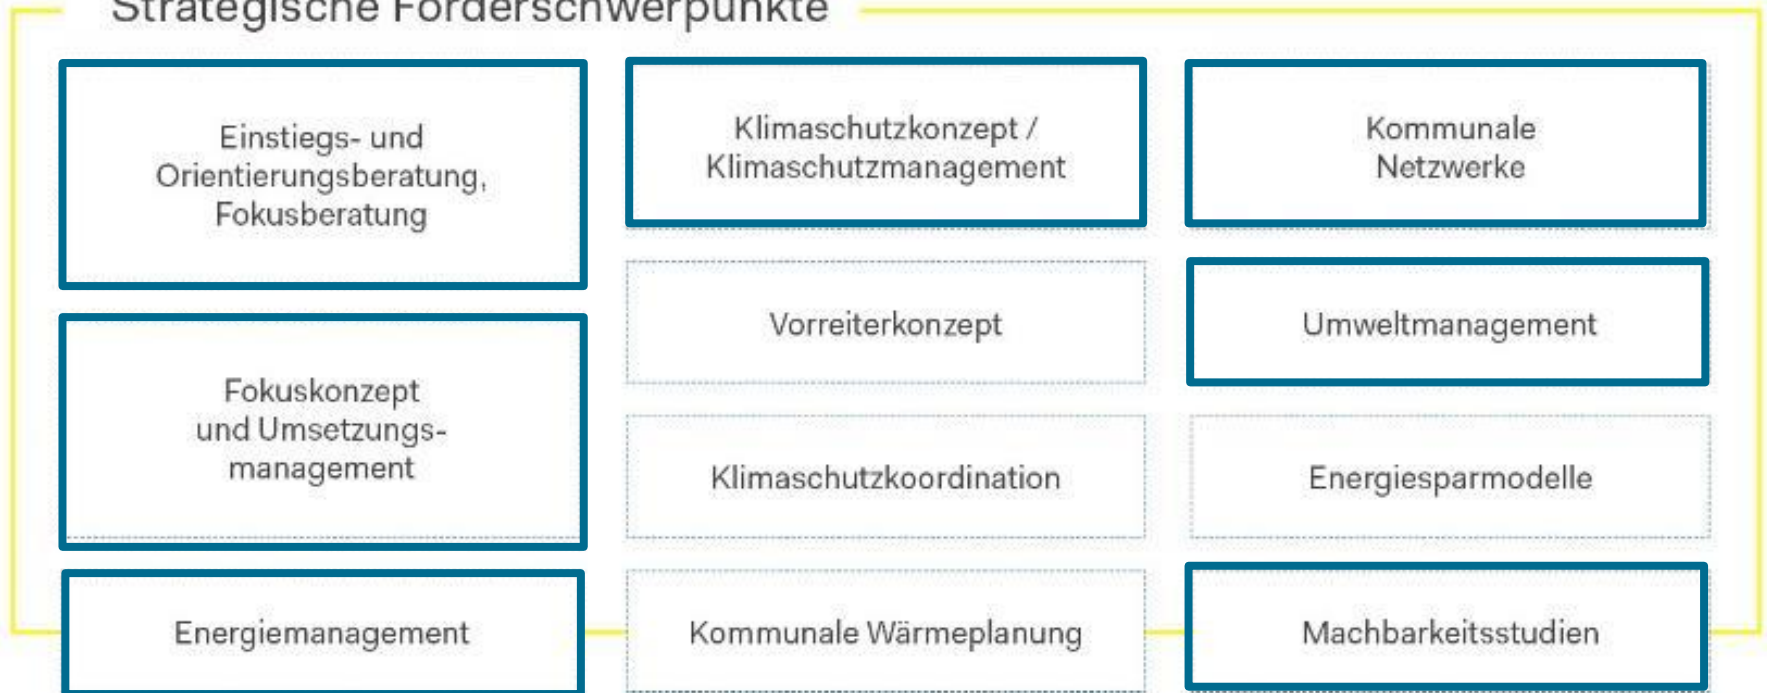 Strategische Förderschwerpunkte
Einstiegs- und
Orientierungsberatung,
Fokusberatung
Fokuskonzept
und Umsetzungs-
management
Energiemanagement
Klimaschutzkonzept /
Klimaschutzmanagement
Vorreiterkonzept
Klimaschutzkoordination
Kommunale Wärmeplanung
Kommunale
Netzwerke
Umweltmanagement
Energiesparmodelle
Machbarkeitsstudien